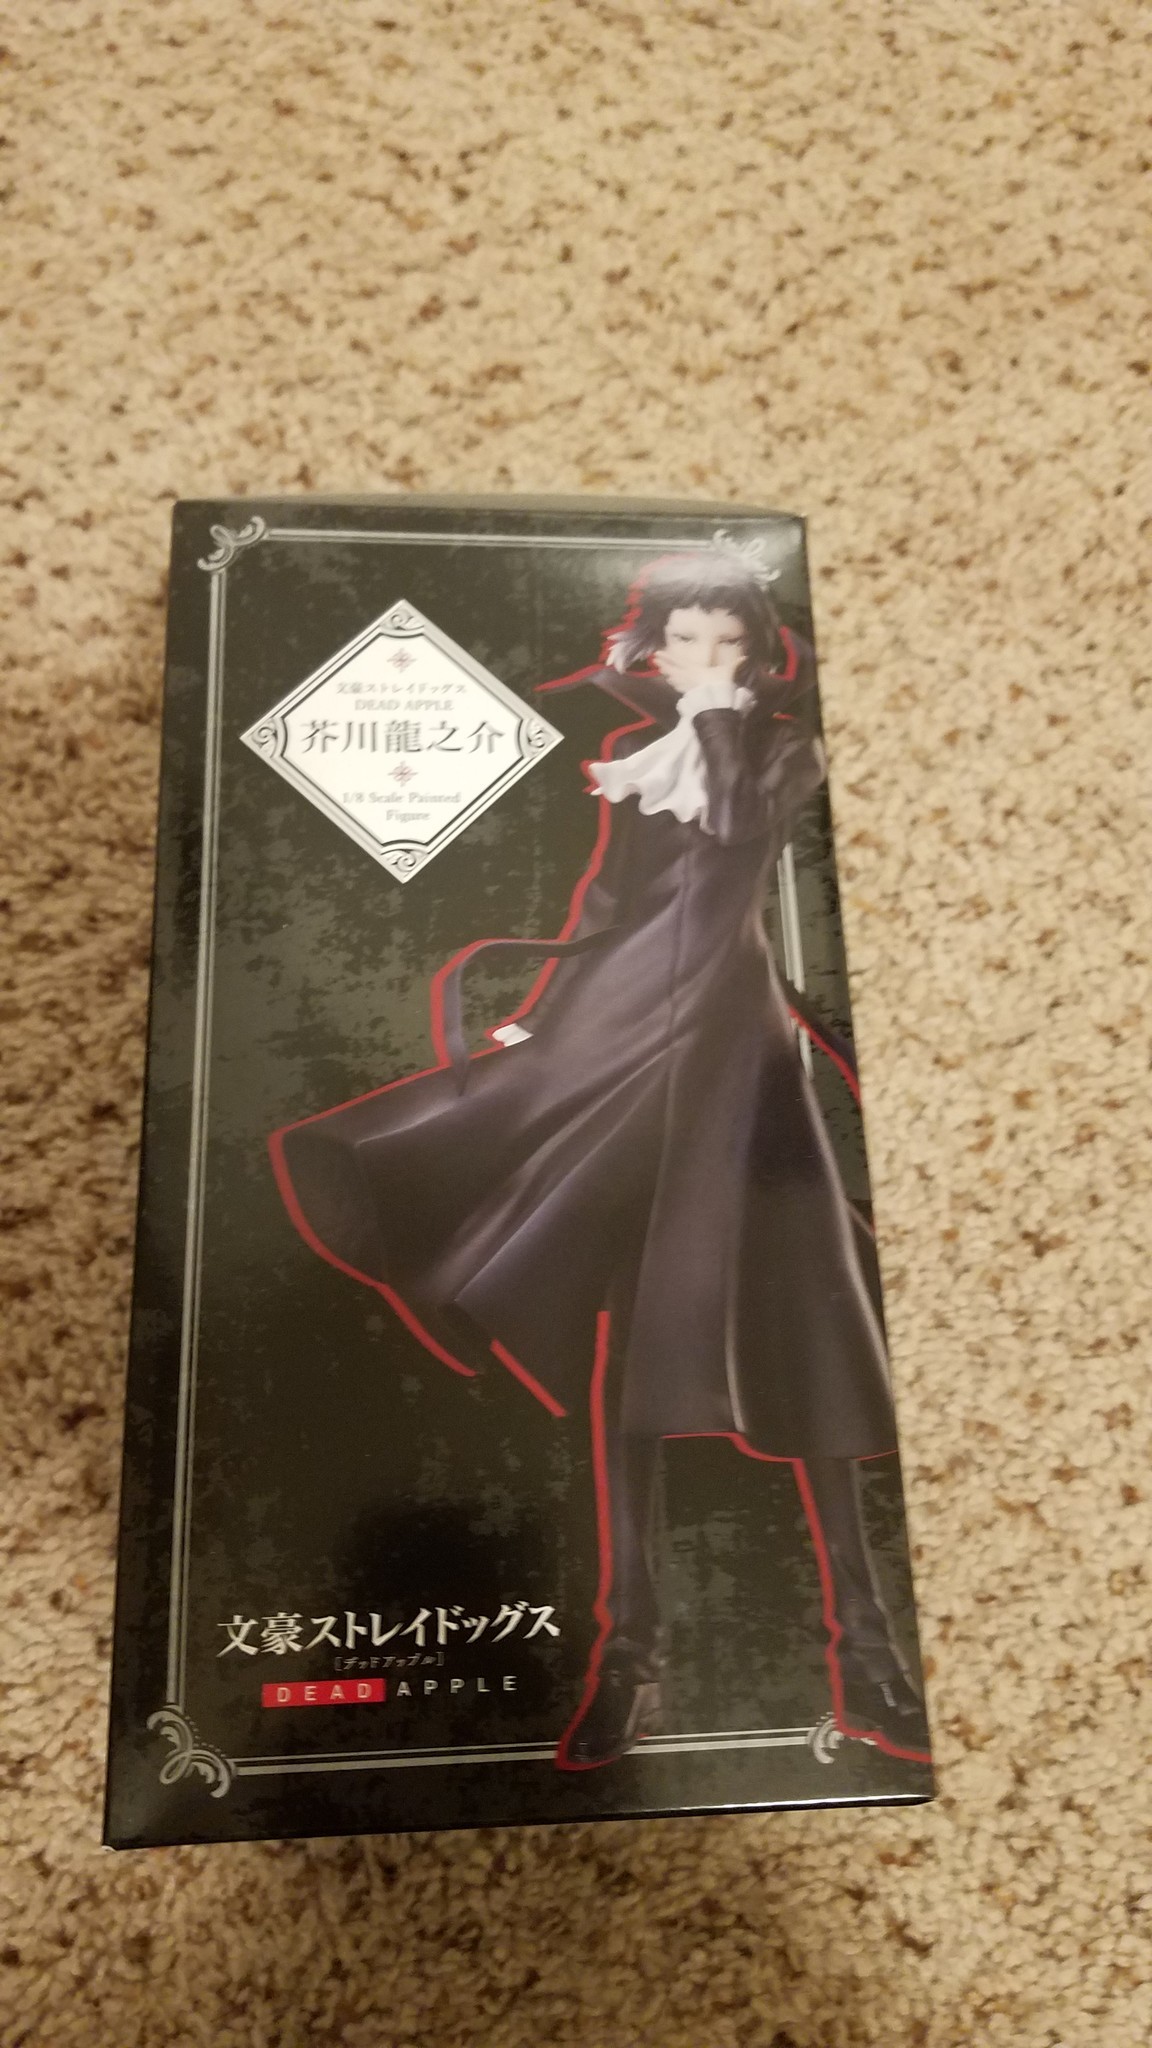 文豪ストレイドッグス
DEAD APPLE
芥川龍之介
1/8 Scale Painted
Figure
文豪ストレイドッグス
[デッドアップル]
DEAD APPLE